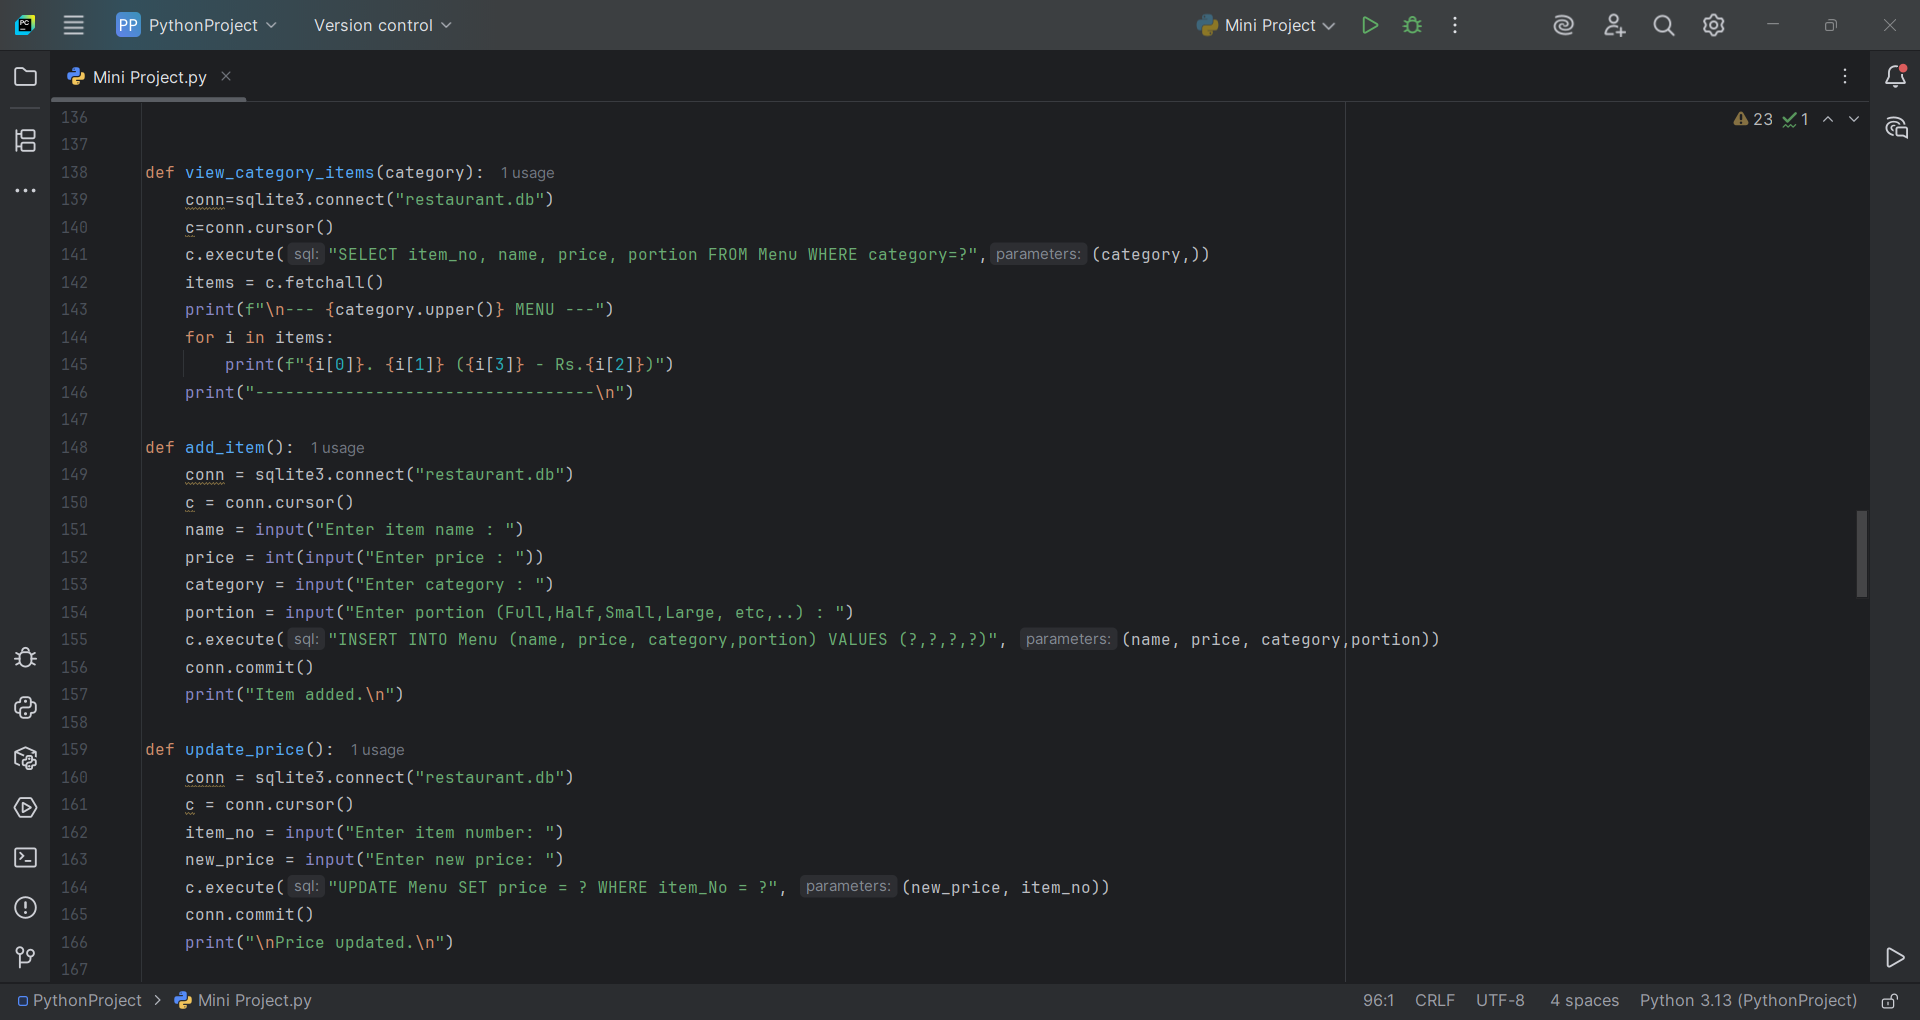 PP PythonProject Version control Mini Project
Mini Project.py
23 1
136
137
138 def view_category_items(category): 1 usage
139 conn=sqlite3.connect("restaurant.db")
140 c=conn.cursor()
141 c.execute( sql: "SELECT item_no, name, price, portion FROM Menu WHERE category=?", parameters: (category,))
142 items = c.fetchall()
143 print(f"\n--- {category.upper()} MENU ---")
144 for i in items:
145 print(f"{i[0]}. {i[1]} ({i[3]} - Rs.{i[2]})")
146 print("----------------------------------\n")
147
148 def add_item(): 1 usage
149 conn = sqlite3.connect("restaurant.db")
150 c = conn.cursor()
151 name = input("Enter item name : ")
152 price = int(input("Enter price : "))
153 category = input("Enter category : ")
154 portion = input("Enter portion (Full,Half,Small,Large, etc,..) : ")
155 c.execute( sql: "INSERT INTO Menu (name, price, category,portion) VALUES (?,?,?,?)", parameters: (name, price, category,portion))
156 conn.commit()
157 print("Item added.\n")
158
159 def update_price(): 1 usage
160 conn = sqlite3.connect("restaurant.db")
161 c = conn.cursor()
162 item_no = input("Enter item number: ")
163 new_price = input("Enter new price: ")
164 c.execute( sql: "UPDATE Menu SET price = ? WHERE item_No = ?", parameters: (new_price, item_no))
165 conn.commit()
166 print("\nPrice updated.\n")
167
PythonProject > Mini Project.py 96:1 CRLF UTF-8 4 spaces Python 3.13 (PythonProject)